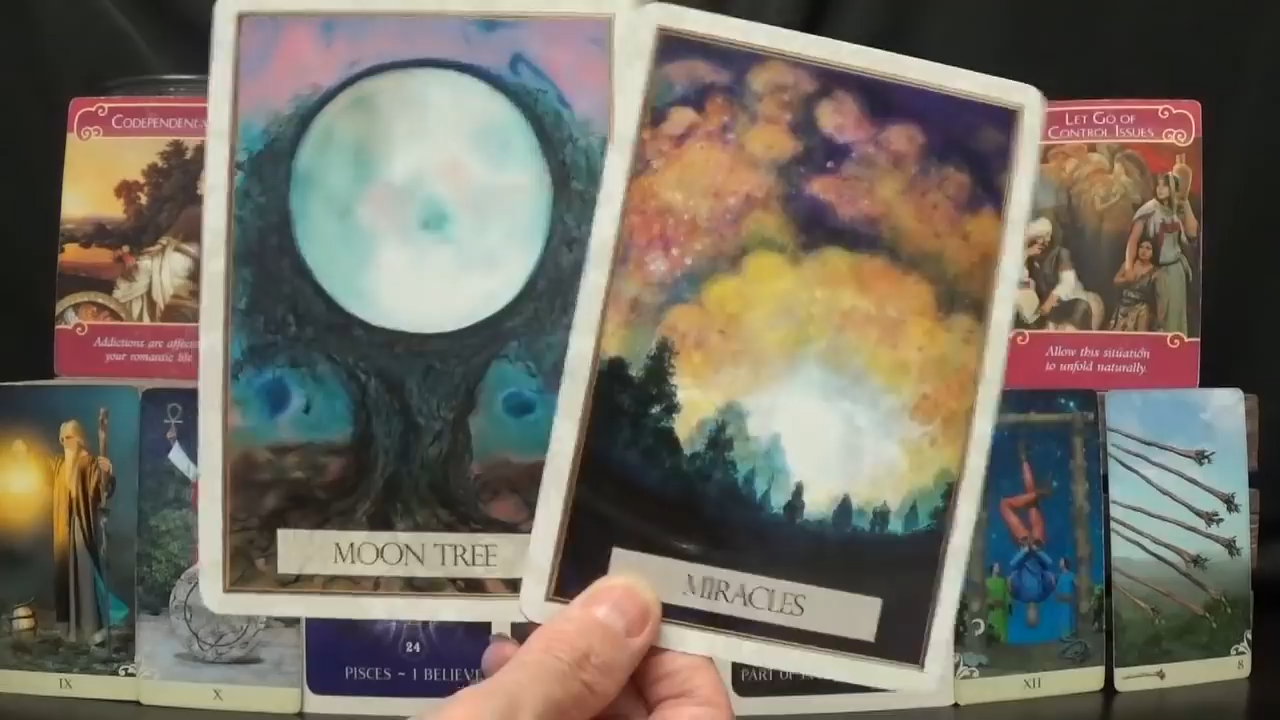 CODEPENDENCY
Addictions are affect
your romantic life
LET GO OF
CONTROL ISSUES
Allow this situation
to unfold naturally.
MOON TREE
MIRACLES
IX
X
24
PISCES ~ I BELIEVE
PART OF
XII
8